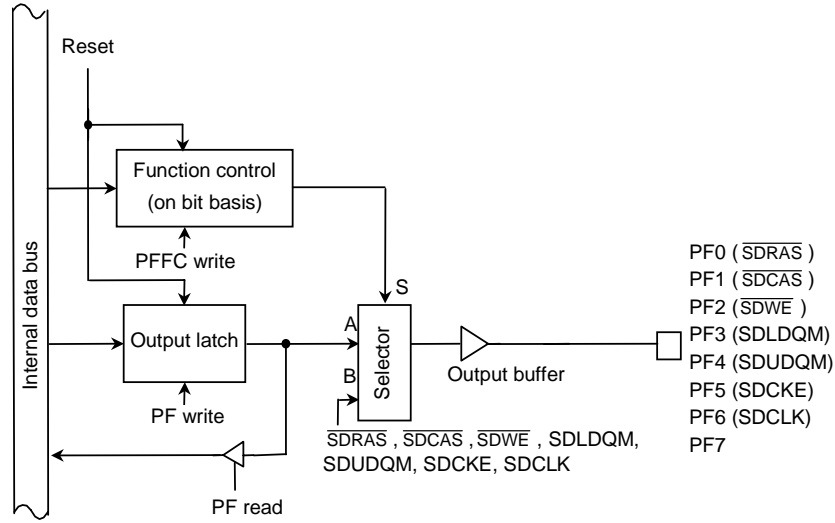 Reset
Internal data bus
Function control
(on bit basis)
PFFC write
S
Output latch
A
B
Selector
Output buffer
PF write
PF read
SDRAS , SDCAS , SDWE , SDLDQM,
SDUDQM, SDCKE, SDCLK
PF0 ( SDRAS )
PF1 ( SDCAS )
PF2 ( SDWE )
PF3 (SDLDQM)
PF4 (SDUDQM)
PF5 (SDCKE)
PF6 (SDCLK)
PF7